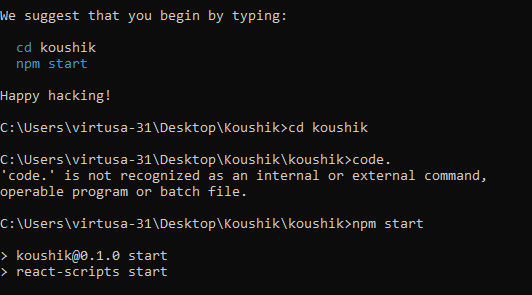 We suggest that you begin by typing:
cd koushik
npm start
Happy hacking!
C:\Users\virtusa-31\Desktop\Koushik>cd koushik
C:\Users\virtusa-31\Desktop\Koushik\koushik>code.
'code.' is not recognized as an internal or external command,
operable program or batch file.
C:\Users\virtusa-31\Desktop\Koushik\koushik>npm start
> koushik@0.1.0 start
> react-scripts start